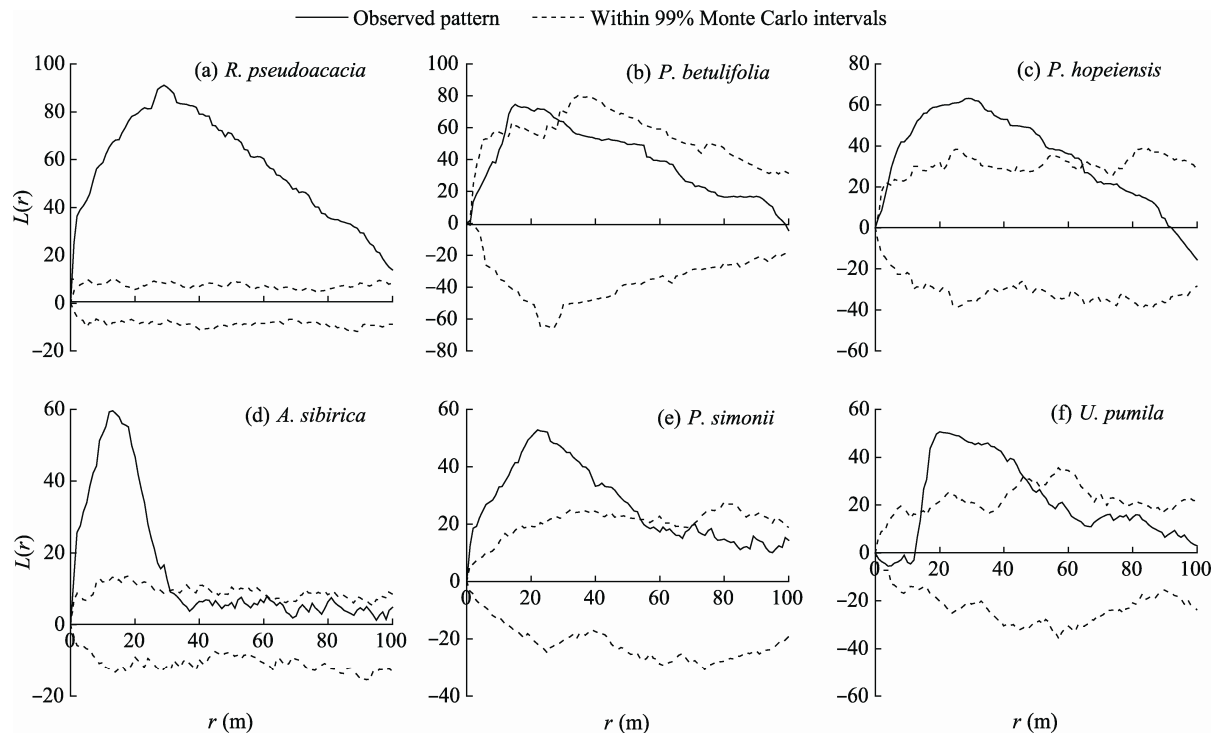 Observed pattern Within 99% Monte Carlo intervals
(a) R. pseudoacacia
100
80
60
40
20
0
–20
L(r)
(b) P. betulifolia
100
80
60
40
20
0
–20
–40
–60
–80
(c) P. hopeiensis
80
60
40
20
0
–20
–40
–60
(d) A. sibirica
60
40
20
0
–20
L(r)
0 20 40 60 80 100
r (m)
(e) P. simonii
60
40
20
0
–20
–40
0 20 40 60 80 100
r (m)
(f) U. pumila
60
40
20
0
–20
–40
–60
0 20 40 60 80 100
r (m)